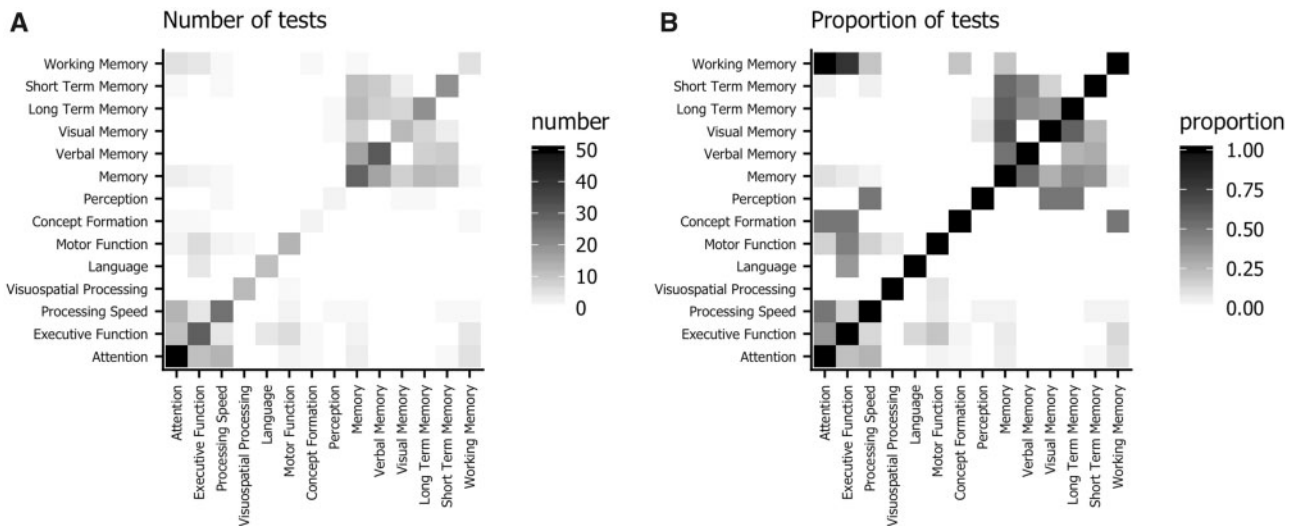 A
Number of tests
Working Memory
Short Term Memory
Long Term Memory
Visual Memory
Verbal Memory
Memory
Perception
Concept Formation
Motor Function
Language
Visuospatial Processing
Processing Speed
Executive Function
Attention
Attention
Executive Function
Processing Speed
Visuospatial Processing
Language
Motor Function
Concept Formation
Perception
Memory
Verbal Memory
Visual Memory
Long Term Memory
Short Term Memory
Working Memory
number
50
40
30
20
10
0
B
Proportion of tests
Working Memory
Short Term Memory
Long Term Memory
Visual Memory
Verbal Memory
Memory
Perception
Concept Formation
Motor Function
Language
Visuospatial Processing
Processing Speed
Executive Function
Attention
Attention
Executive Function
Processing Speed
Visuospatial Processing
Language
Motor Function
Concept Formation
Perception
Memory
Verbal Memory
Visual Memory
Long Term Memory
Short Term Memory
Working Memory
proportion
1.00
0.75
0.50
0.25
0.00